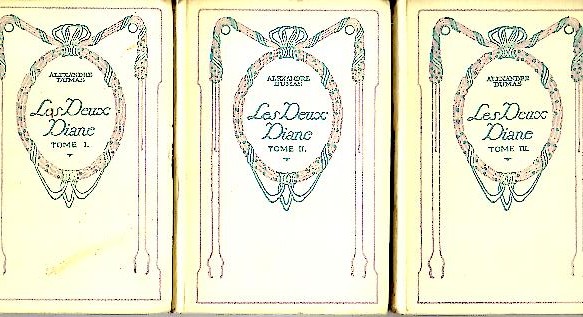 ALEXANDRE
DUMAS
Les Deux
Diane
TOME I.
ALEXANDRE
DUMAS
Les Deux
Diane
TOME II.
ALEXANDRE
DUMAS
Les Deux
Diane
TOME III.